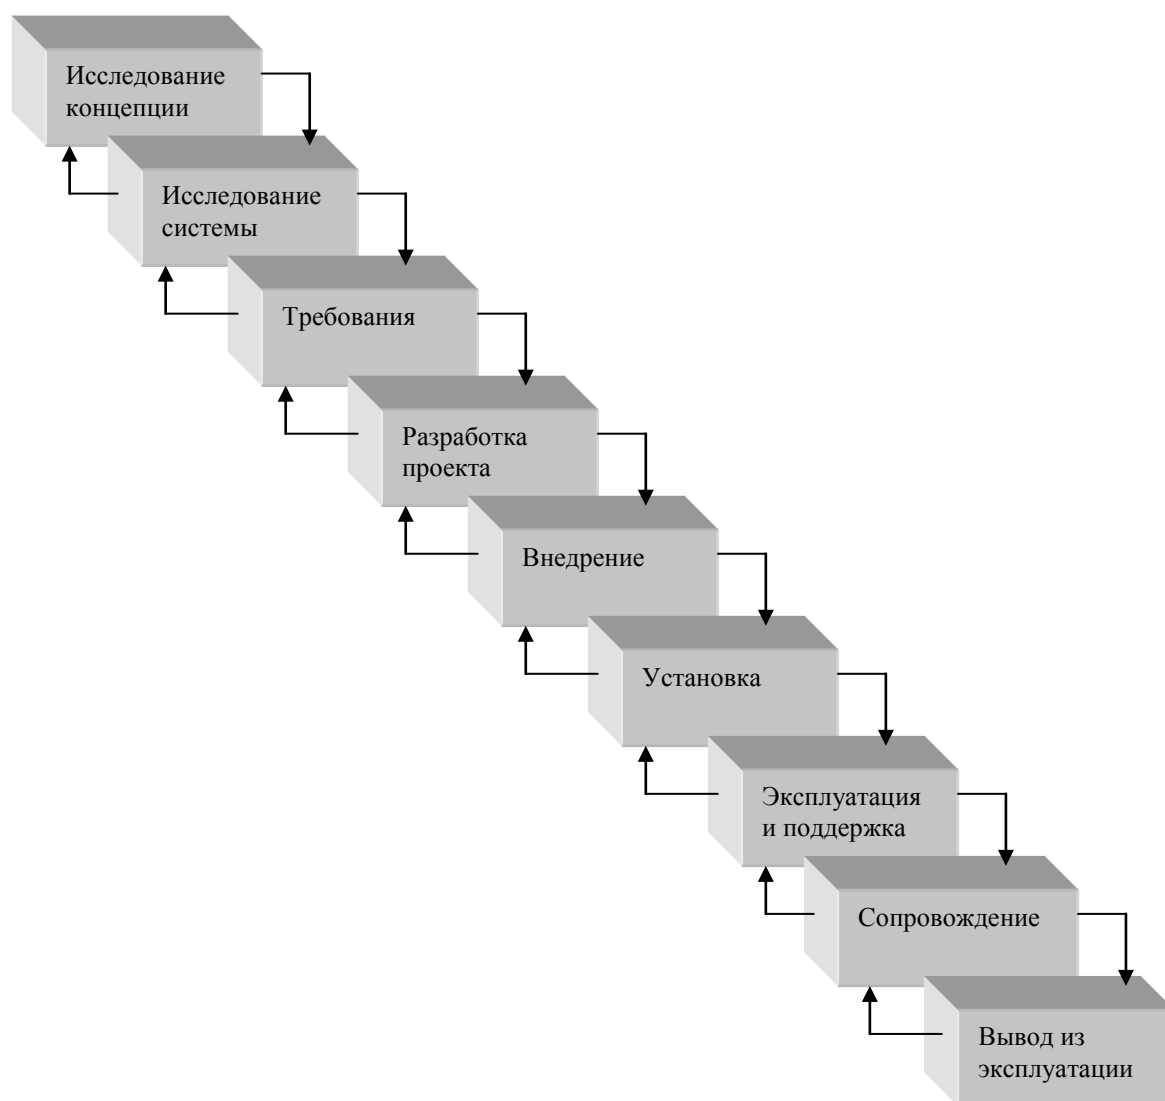 Исследование
концепции
Исследование
системы
Требования
Разработка
проекта
Внедрение
Установка
Эксплуатация
и поддержка
Сопровождение
Вывод из
эксплуатации